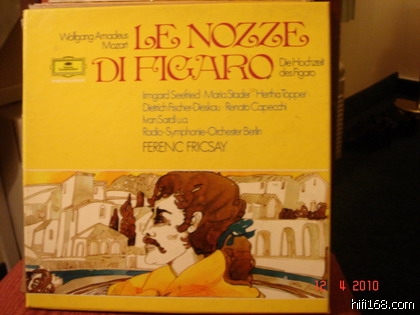 Wolfgang Amadeus
Mozart
LE NOZZE
DI FIGARO
Die Hochzeit
des Figaro
Irmgard Seefried · Maria Stader · Hertha Töpper
Dietrich Fischer-Dieskau · Renato Capecchi
Ivan Sardi u.a.
Radio-Symphonie-Orchester Berlin
FERENC FRICSAY
12 4 2010
hifi168.com